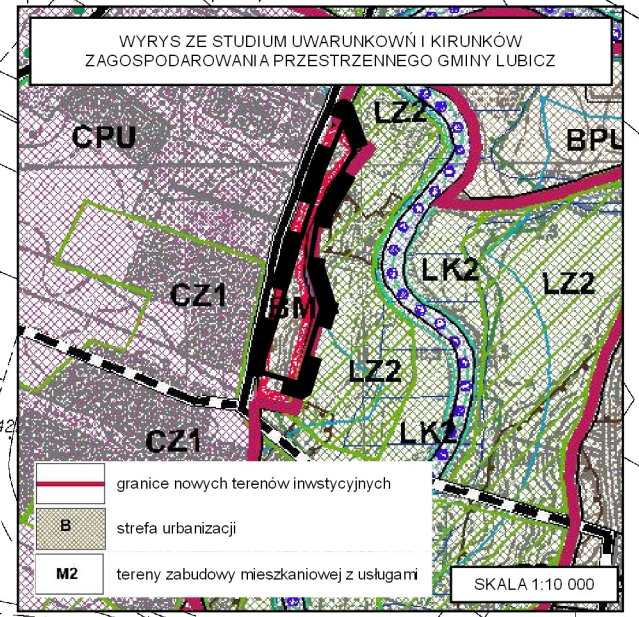 WYRYS ZE STUDIUM UWARUNKOWŃ I KIRUNKÓW
ZAGOSPODAROWANIA PRZESTRZENNEGO GMINY LUBICZ
LZ2
CPU
BPU
LK2
LZ2
CZ1
BM
LZ2
LK2
CZ1
granice nowych terenów inwstycyjnych
B strefa urbanizacji
M2 tereny zabudowy mieszkaniowej z usługami
SKALA 1:10 000